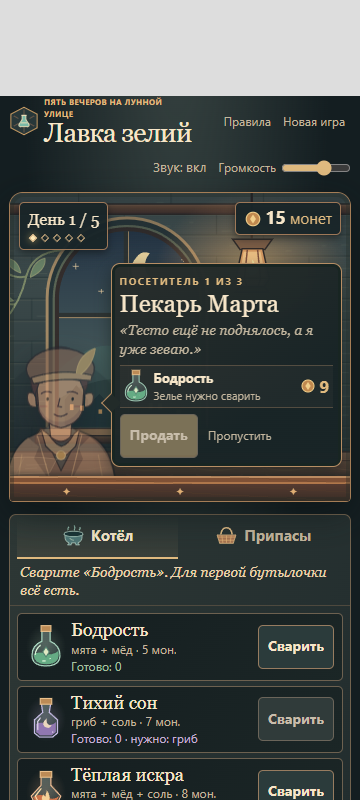 ПЯТЬ ВЕЧЕРОВ НА ЛУННОЙ
УЛИЦЕ
Лавка зелий
Правила Новая игра
Звук: вкл Громкость
День 1 / 5
15 монет
ПОСЕТИТЕЛЬ 1 ИЗ 3
Пекарь Марта
«Тесто ещё не поднялось, а я
уже зеваю.»
Бодрость
Зелье нужно сварить
9
Продать Пропустить
Котёл Припасы
Сварите «Бодрость». Для первой бутылочки
всё есть.
Бодрость
мята + мёд · 5 мон.
Готово: 0
Сварить
Тихий сон
гриб + соль · 7 мон.
Готово: 0 · нужно: гриб
Сварить
Тёплая искра
мята + мёд + соль · 8 мон.
Сварить